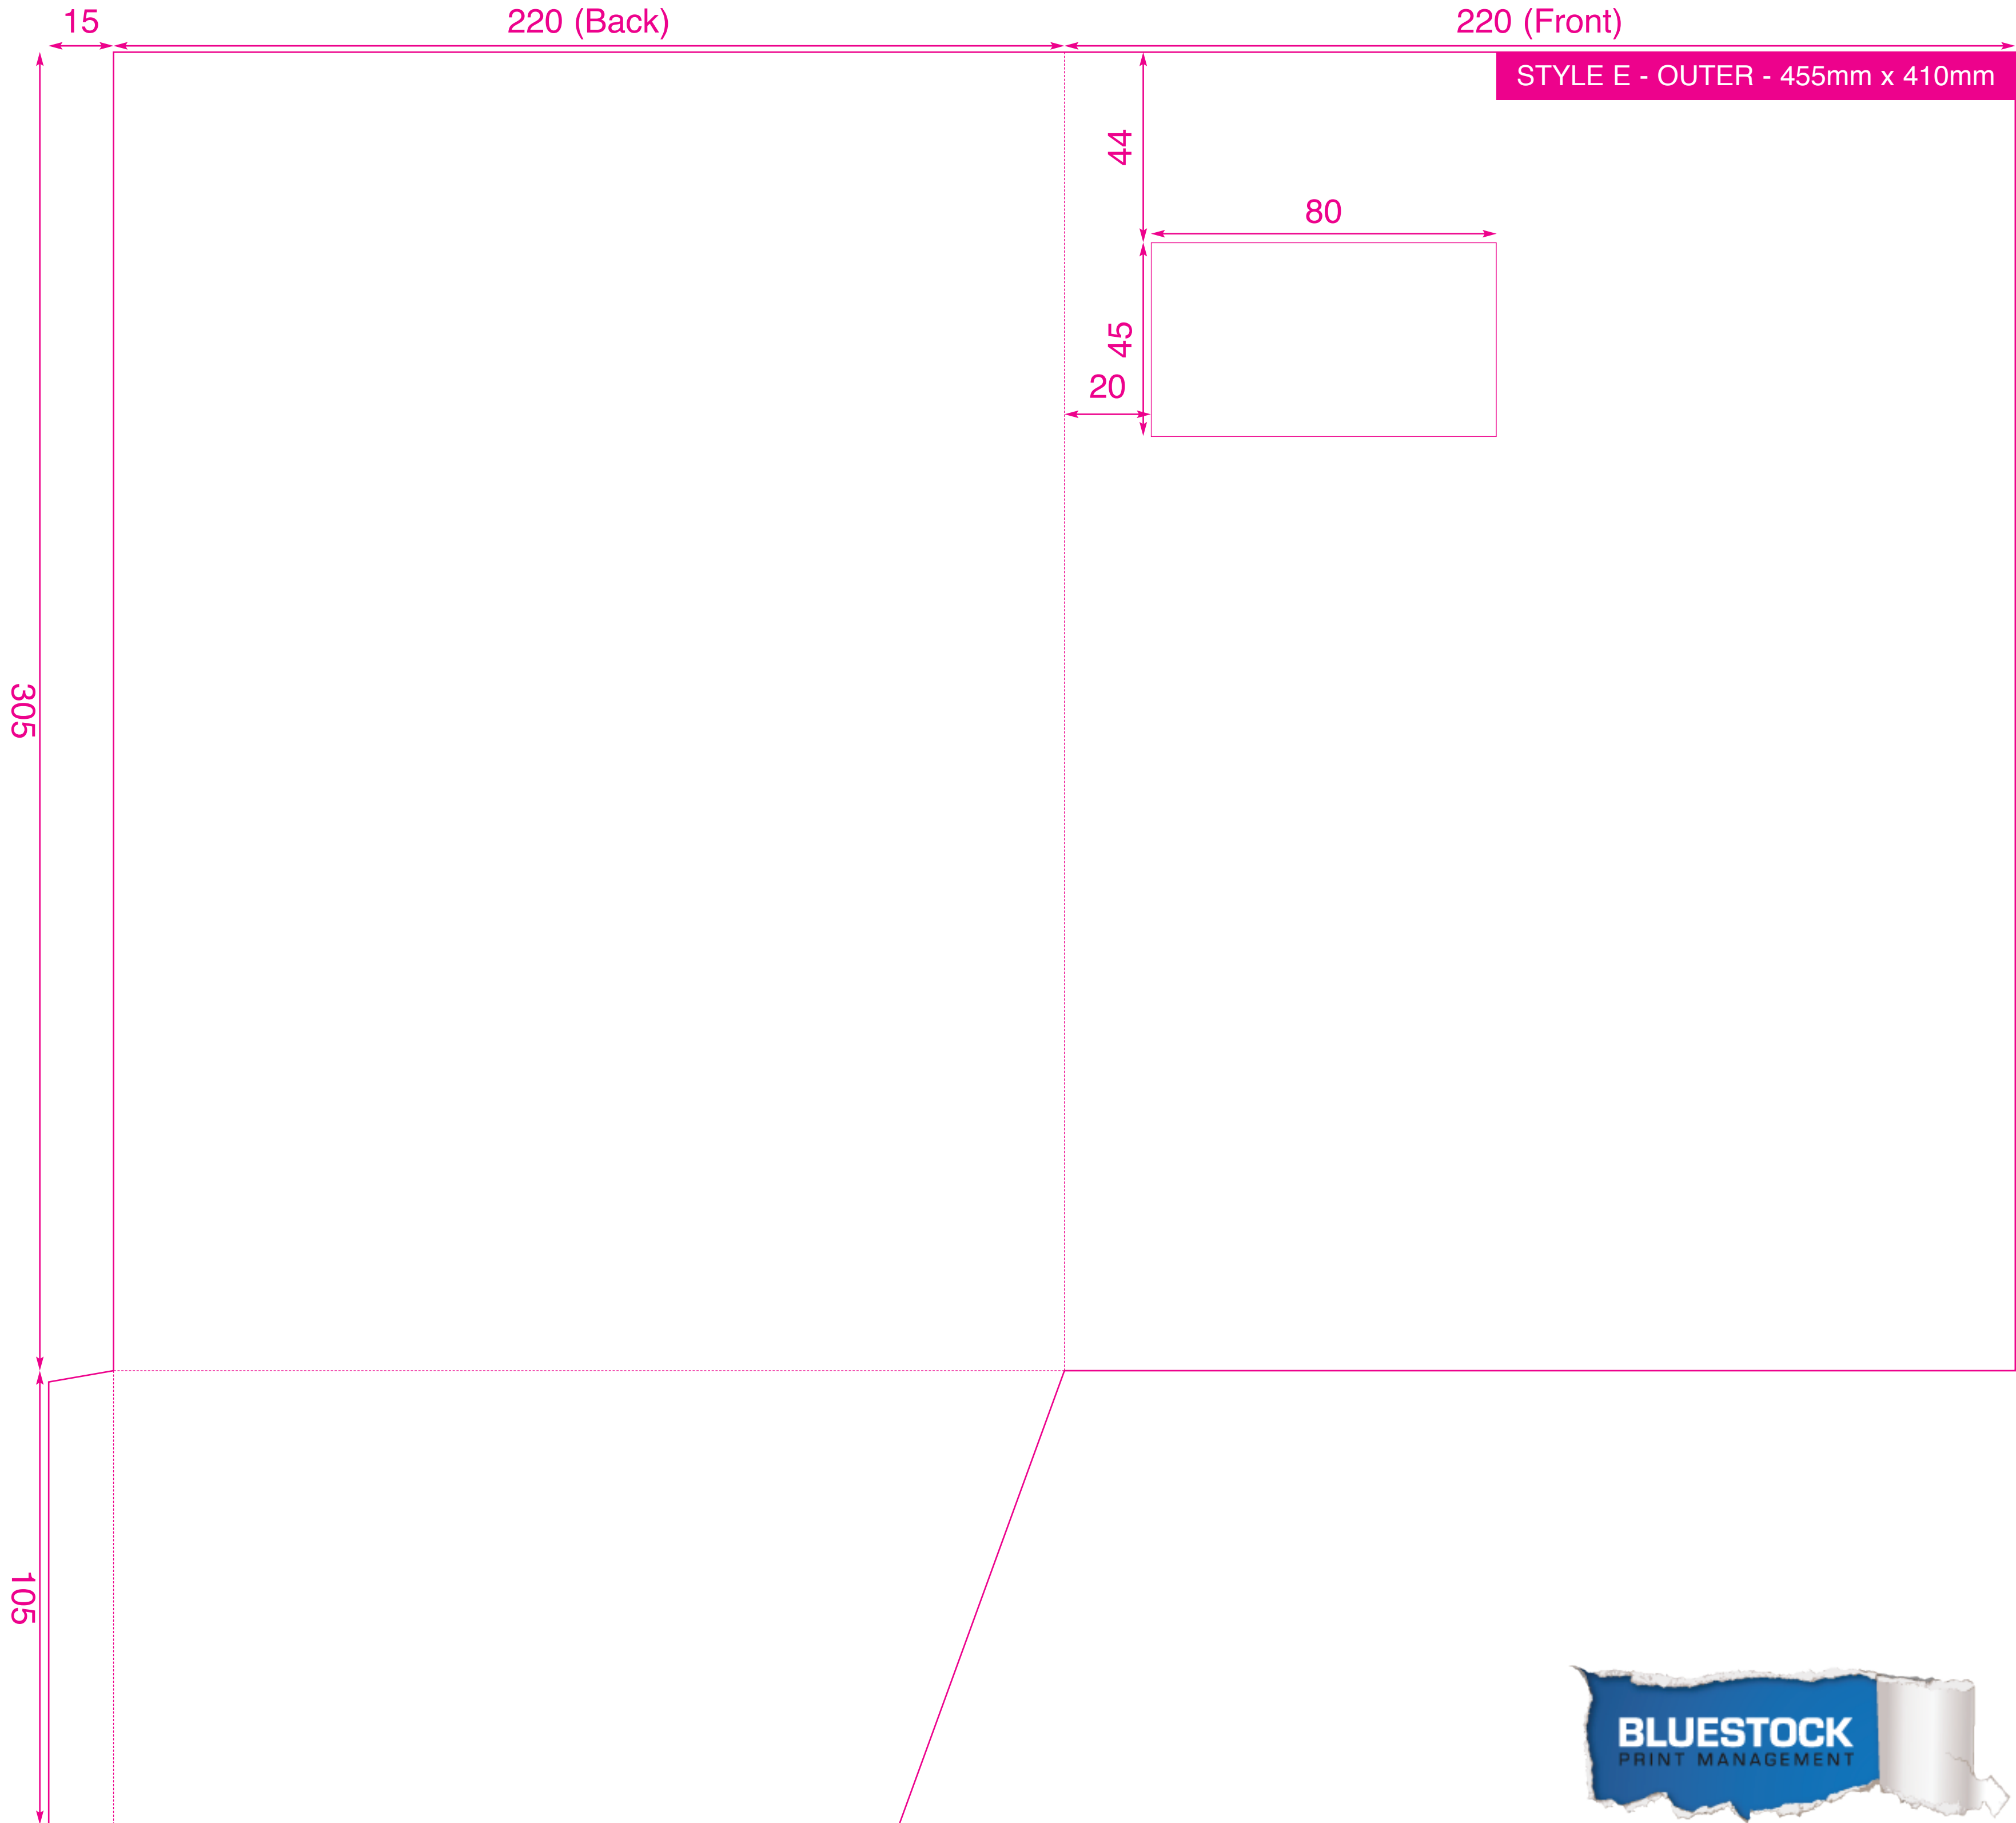 15
220 (Back)
220 (Front)
STYLE E - OUTER - 455mm x 410mm
44
80
45
20
305
105
BLUESTOCK
PRINT MANAGEMENT